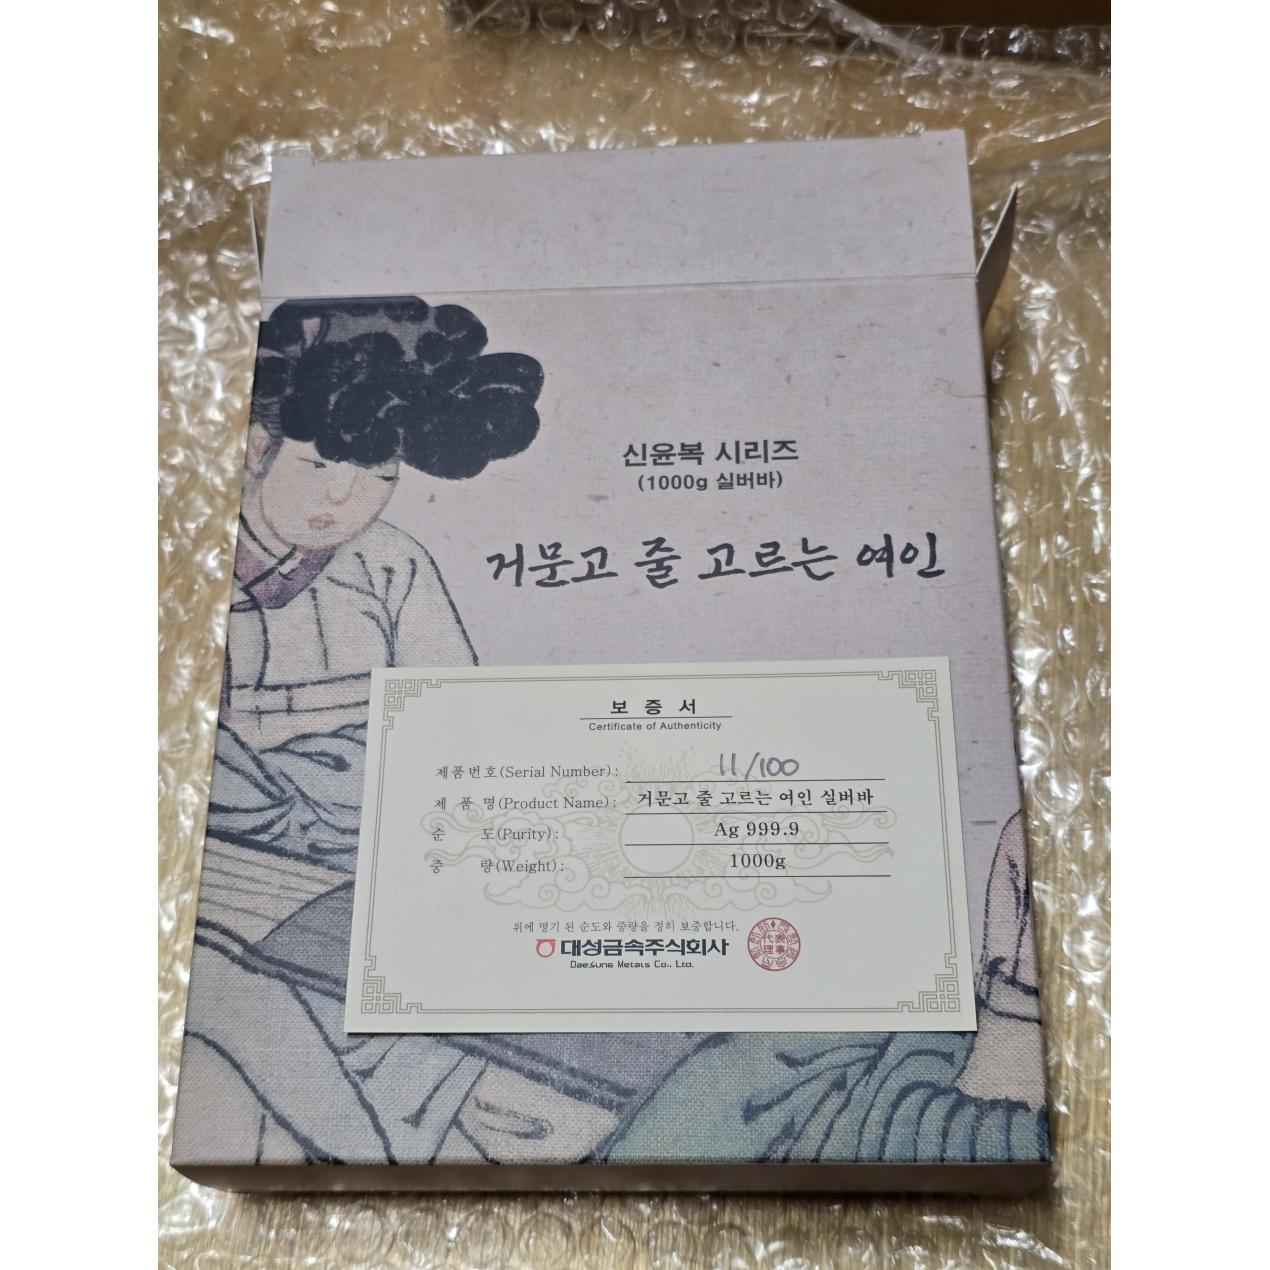 신윤복 시리즈
(1000g 실버바)
거문고 줄 고르는 여인
보 증 서
Certificate of Authenticity
제품번호(Serial Number): 11/100
제 품 명(Product Name): 거문고 줄 고르는 여인 실버바
순 도(Purity): Ag 999.9
중 량(Weight): 1000g
위에 명기 된 순도와 중량을 정히 보증합니다.
대성금속주식회사
DaeSung Metals Co., Ltd.
代表
理事